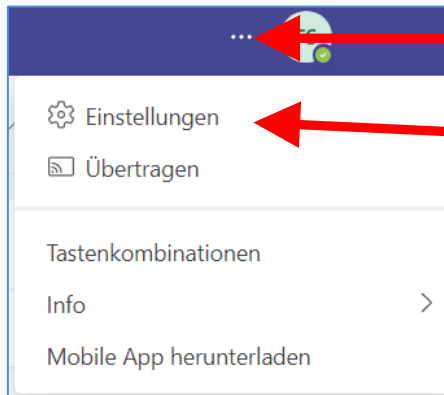 ...
Einstellungen
Übertragen
Tastenkombinationen
Info
Mobile App herunterladen